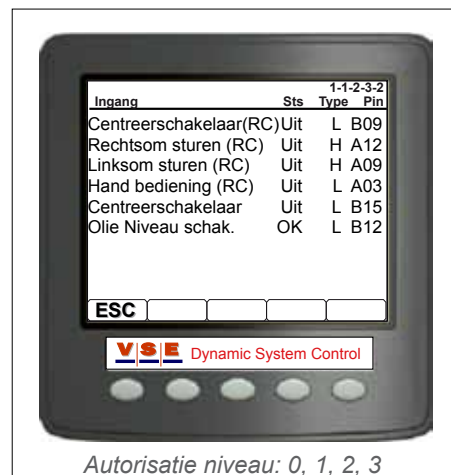 1-1-2-3-2
Ingang Sts Type Pin
Centreerschakelaar(RC) Uit L B09
Rechtsom sturen (RC) Uit H A12
Linksom sturen (RC) Uit H A09
Hand bediening (RC) Uit L A03
Centreerschakelaar Uit L B15
Olie Niveau schak. OK L B12
ESC
VSE Dynamic System Control
Autorisatie niveau: 0, 1, 2, 3